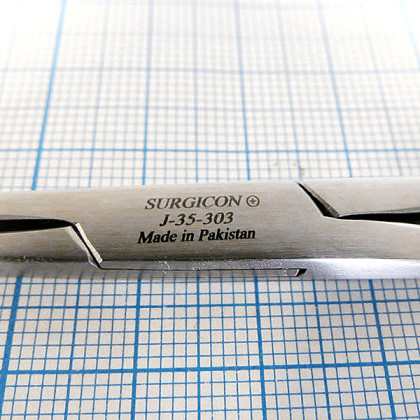 SURGICON ⊕
J-35-303
Made in Pakistan